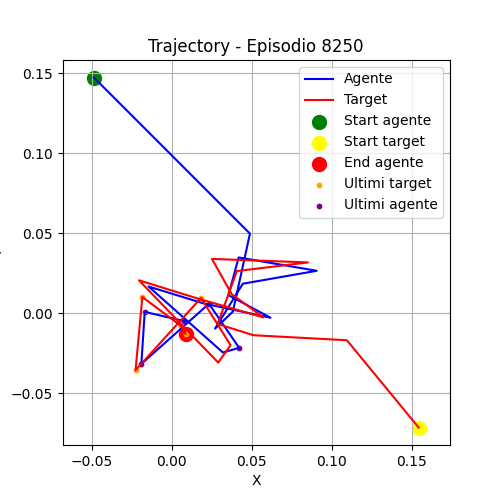 Trajectory - Episodio 8250
0.15
0.10
0.05
0.00
−0.05
−0.05
0.00
0.05
0.10
0.15
X
Agente
Target
Start agente
Start target
End agente
Ultimi target
Ultimi agente